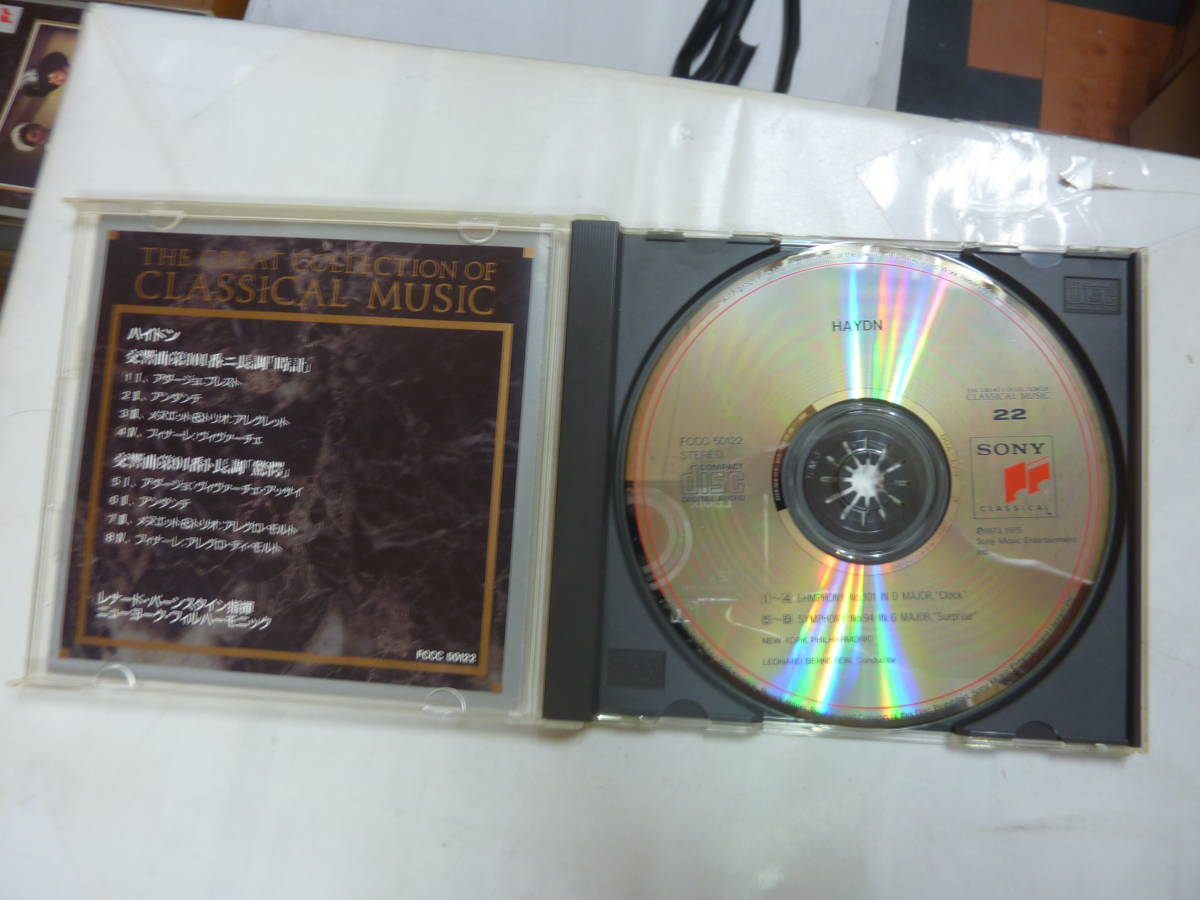 THE GREAT COLLECTION OF
CLASSICAL MUSIC
ハイドン
交響曲第101番ニ長調「時計」
1 I. アダージョ:プレスト
2 II. アンダンテ
3 III. メヌエットとトリオ:アレグレット
4 IV. フィナーレ:ヴィヴァーチェ
交響曲第94番ト長調「驚愕」
5 I. アダージョ:ヴィヴァーチェ・アッサイ
6 II. アンダンテ
7 III. メヌエットとトリオ:アレグロ・モルト
8 IV. フィナーレ:アレグロ・ディ・モルト
レナード・バーンスタイン指揮
ニューヨーク・フィルハーモニック
FCCC 50122
HAYDN
THE GREAT COLLECTION OF
CLASSICAL MUSIC
22
SONY
CLASSICAL
FCCC 50122
STEREO
COMPACT
disc
DIGITAL AUDIO
Sony Music Entertainment
1~4 SYMPHONY No.101 IN D MAJOR,"Clock"
5~8 SYMPHONY No.94 IN G MAJOR,"Surprise"
NEW YORK PHILHARMONIC
LEONARD BERNSTEIN, Conductor